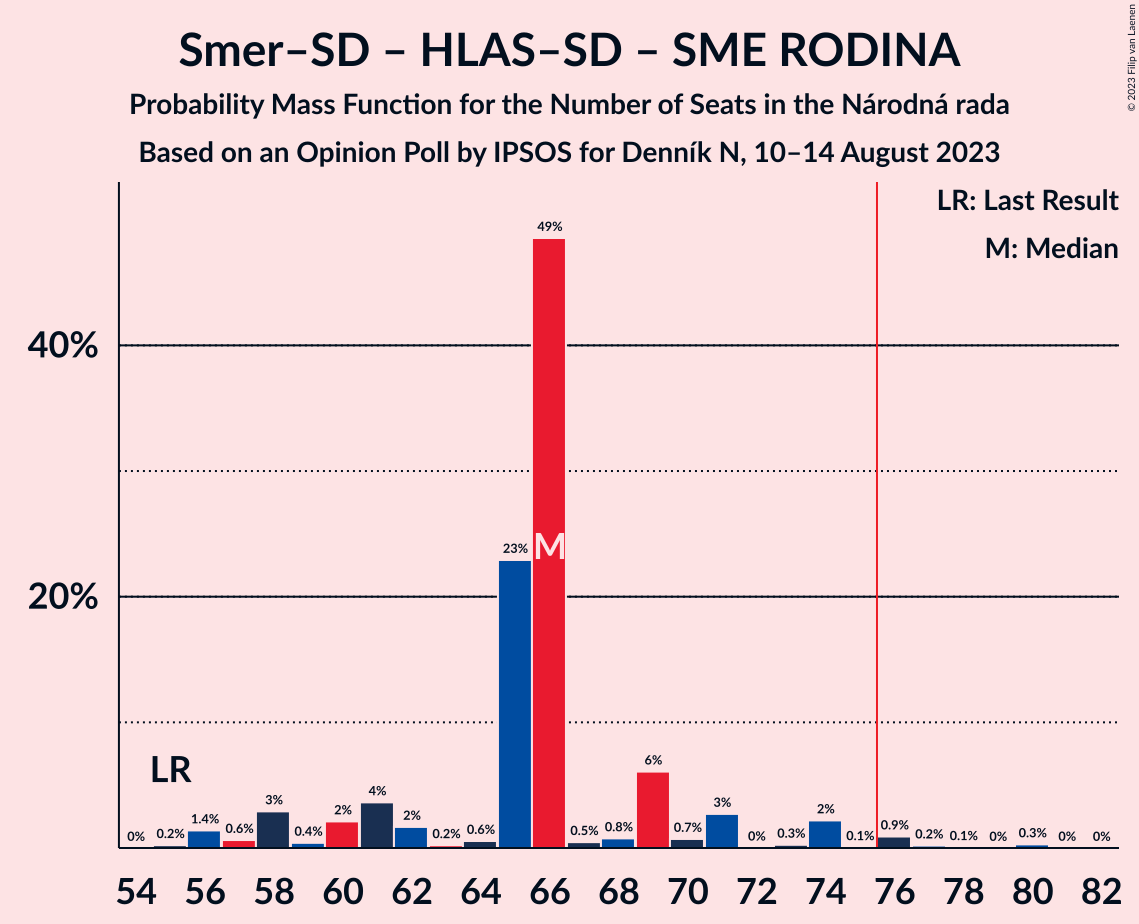 Smer–SD – HLAS–SD – SME RODINA
Probability Mass Function for the Number of Seats in the Národná rada
Based on an Opinion Poll by IPSOS for Denník N, 10–14 August 2023
© 2023 Filip van Laenen
LR: Last Result
M: Median
40%
20%
LR
M
0% 0.2% 1.4% 0.6% 3% 0.4% 2% 4% 2% 0.2% 0.6% 23% 49% 0.5% 0.8% 6% 0.7% 3% 0% 0.3% 2% 0.1% 0.9% 0.2% 0.1% 0% 0.3% 0% 0%
54 56 58 60 62 64 66 68 70 72 74 76 78 80 82